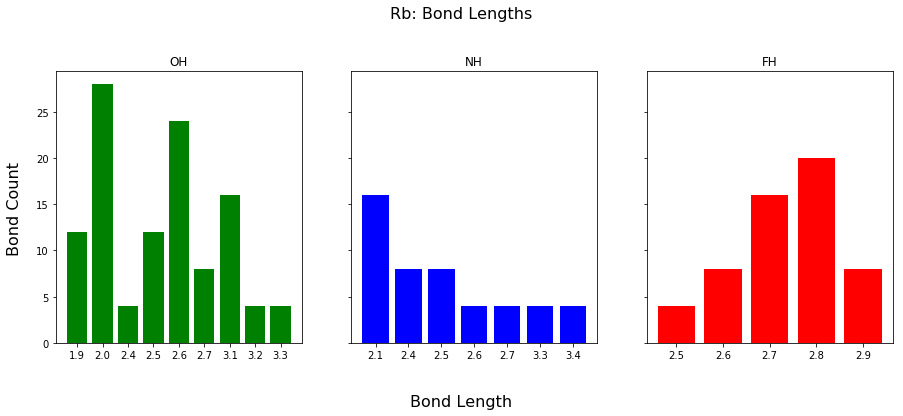 Rb: Bond Lengths
OH
NH
FH
Bond Count
25
20
15
10
5
0
1.9 2.0 2.4 2.5 2.6 2.7 3.1 3.2 3.3
2.1 2.4 2.5 2.6 2.7 3.3 3.4
2.5 2.6 2.7 2.8 2.9
Bond Length